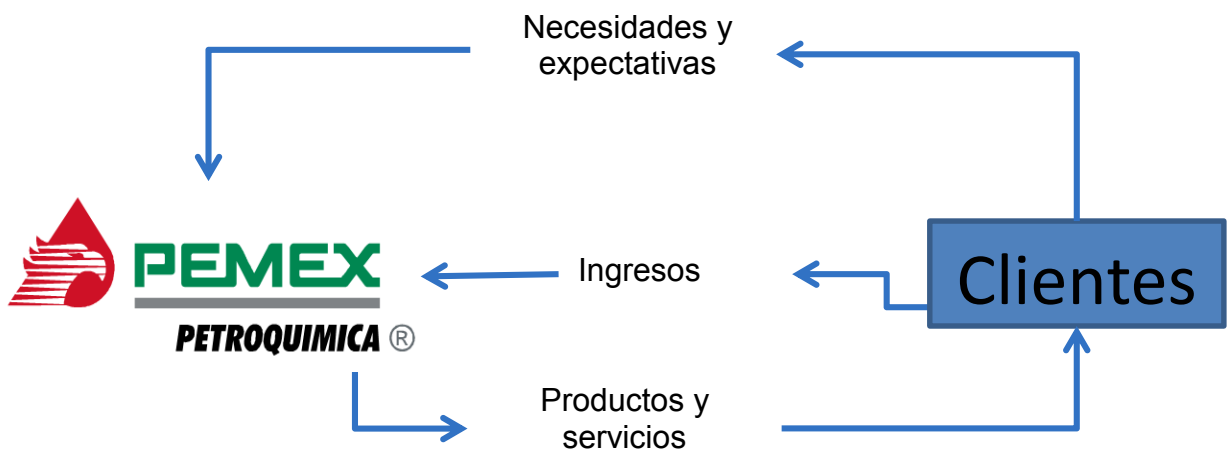 Necesidades y
expectativas
PEMEX
PETROQUIMICA ®
Ingresos
Clientes
Productos y
servicios